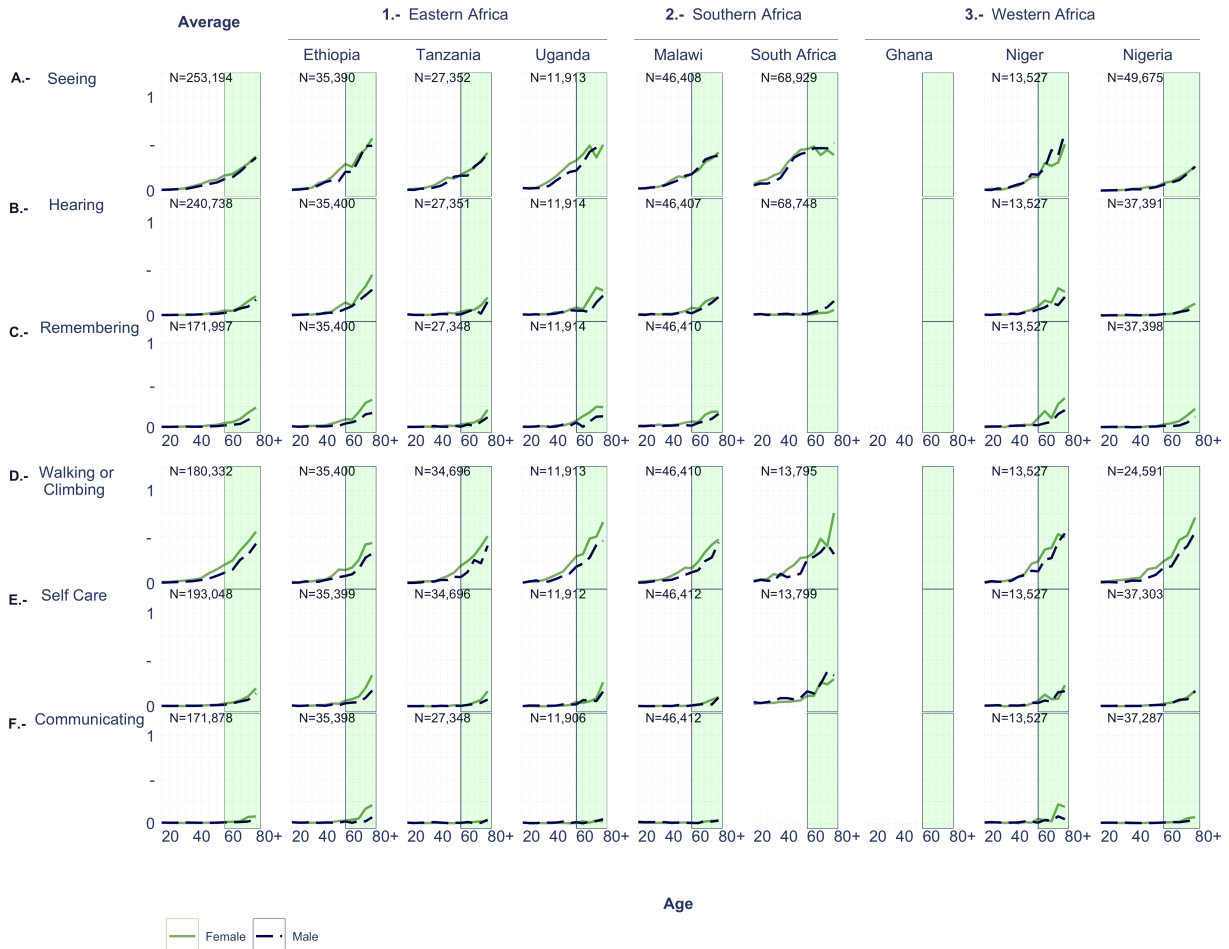 Average
1.- Eastern Africa 2.- Southern Africa 3.- Western Africa
Ethiopia Tanzania Uganda Malawi South Africa Ghana Niger Nigeria
A.- Seeing N=253,194 N=35,390 N=27,352 N=11,913 N=46,408 N=68,929 N=13,527 N=49,675
1
-
0
B.- Hearing N=240,738 N=35,400 N=27,351 N=11,914 N=46,407 N=68,748 N=13,527 N=37,391
1
-
0
C.- Remembering N=171,997 N=35,400 N=27,348 N=11,914 N=46,410 N=13,527 N=37,398
1
-
0
20 40 60 80+ 20 40 60 80+ 20 40 60 80+ 20 40 60 80+ 20 40 60 80+ 20 40 60 80+ 20 40 60 80+ 20 40 60 80+ 20 40 60 80+
D.- Walking or N=180,332 N=35,400 N=34,696 N=11,913 N=46,410 N=13,795 N=13,527 N=24,591
Climbing
1
-
0
E.- Self Care N=193,048 N=35,399 N=34,696 N=11,912 N=46,412 N=13,799 N=13,527 N=37,303
1
-
0
F.- Communicating N=171,878 N=35,398 N=27,348 N=11,906 N=46,412 N=13,527 N=37,287
1
-
0
20 40 60 80+ 20 40 60 80+ 20 40 60 80+ 20 40 60 80+ 20 40 60 80+ 20 40 60 80+ 20 40 60 80+ 20 40 60 80+ 20 40 60 80+
Age
Female Male